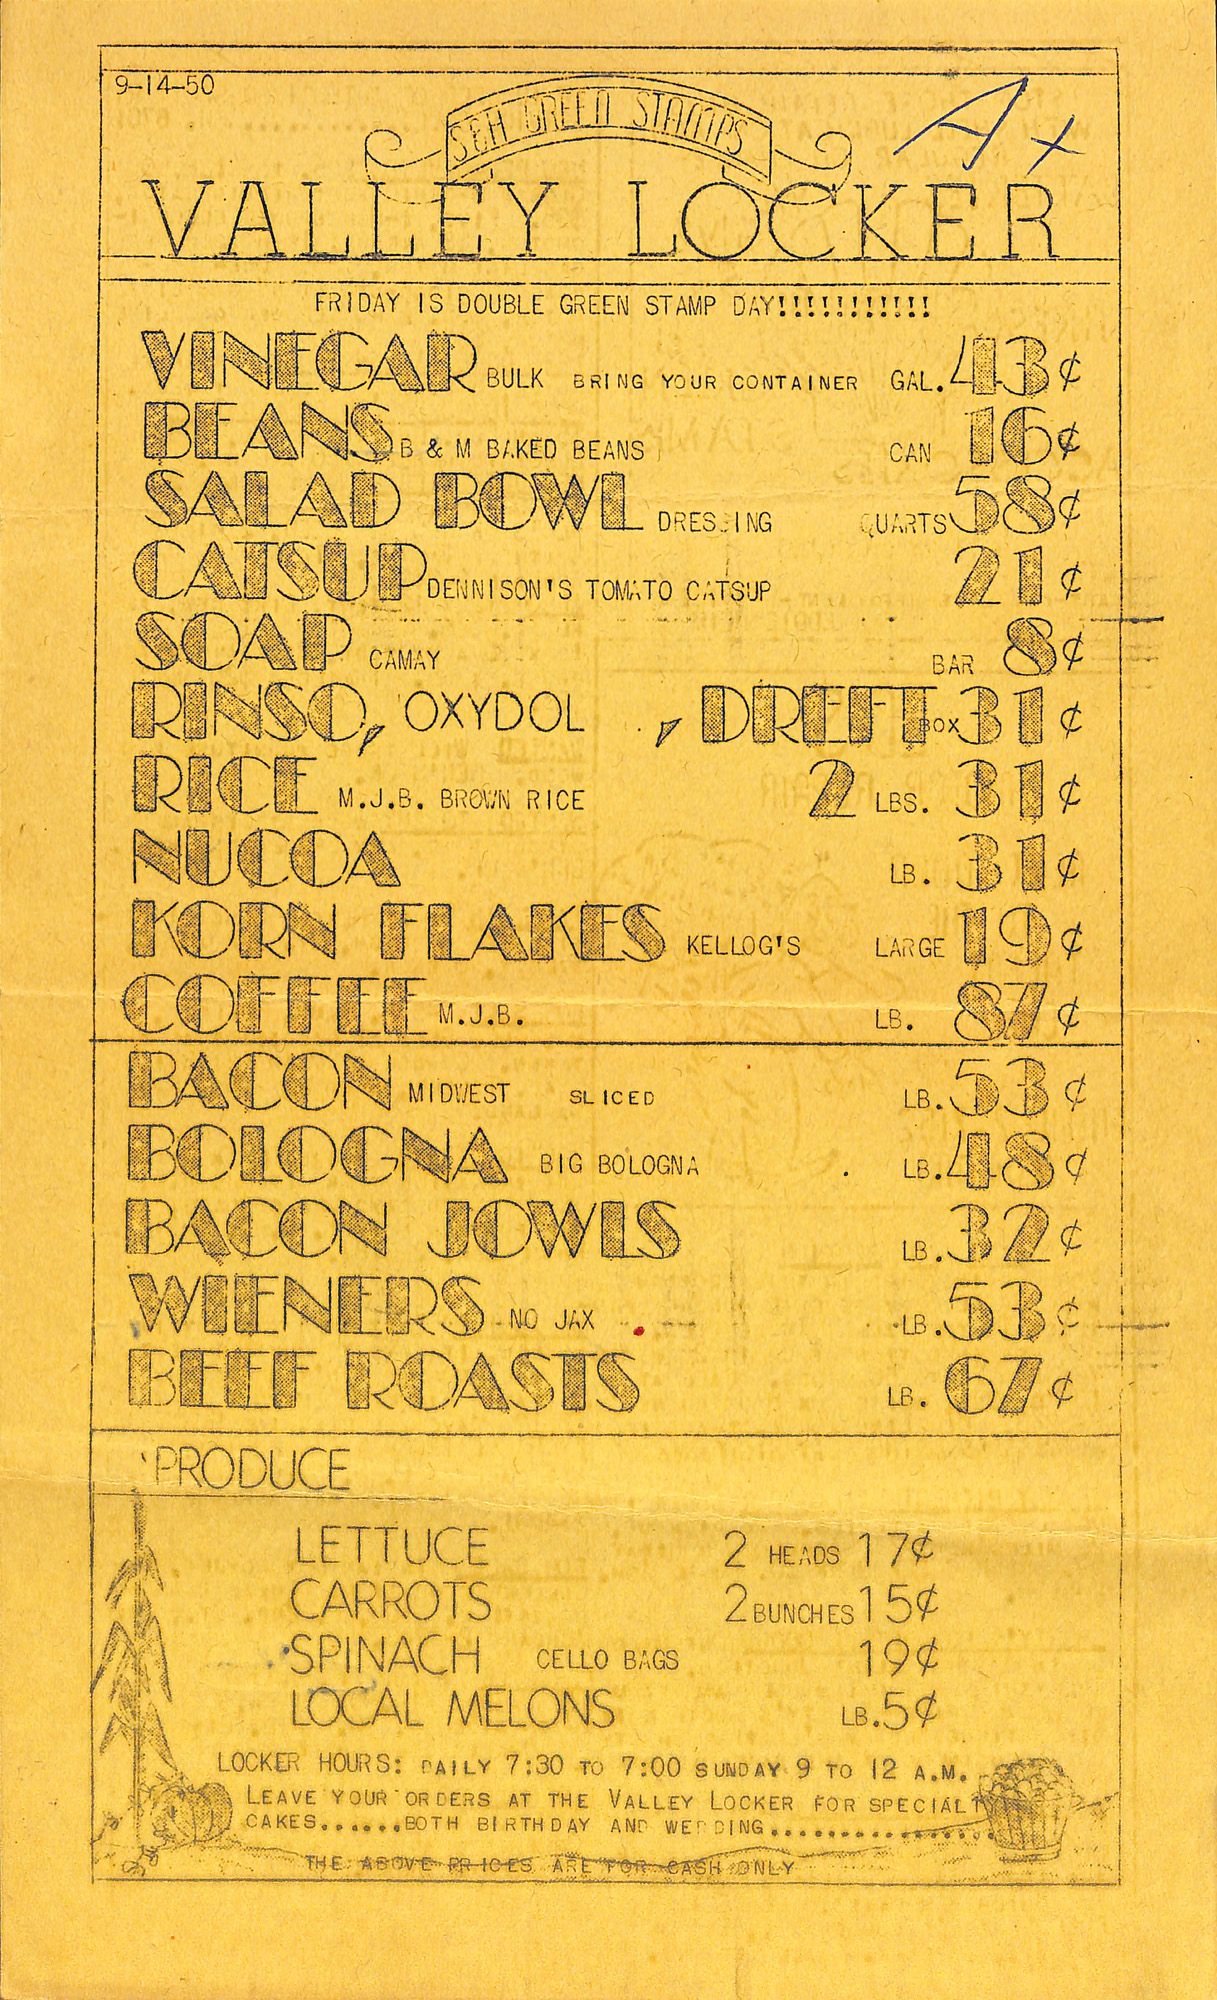 9-14-50
S&H GREEN STAMPS
A+
VALLEY LOCKER
FRIDAY IS DOUBLE GREEN STAMP DAY!!!!!!!!!!!
VINEGAR BULK BRING YOUR CONTAINER GAL. 43¢
BEANS B & M BAKED BEANS CAN 16¢
SALAD BOWL DRESSING QUARTS 58¢
CATSUP DENNISON'S TOMATO CATSUP 21¢
SOAP CAMAY BAR 8¢
RINSO, OXYDOL , DREFT BOX 31¢
RICE M.J.B. BROWN RICE 2 LBS. 31¢
NUCOA LB. 31¢
KORN FLAKES KELLOG'S LARGE 19¢
COFFEE M.J.B. LB. 87¢
BACON MIDWEST SLICED LB. 53¢
BOLOGNA BIG BOLOGNA LB. 48¢
BACON JOWLS LB. 32¢
WIENERS NO JAX LB. 53¢
BEEF ROASTS LB. 67¢
PRODUCE
LETTUCE 2 HEADS 17¢
CARROTS 2 BUNCHES 15¢
SPINACH CELLO BAGS 19¢
LOCAL MELONS LB. 5¢
LOCKER HOURS: DAILY 7:30 TO 7:00 SUNDAY 9 TO 12 A.M.
LEAVE YOUR ORDERS AT THE VALLEY LOCKER FOR SPECIALTY
CAKES......BOTH BIRTHDAY AND WEDDING................
THE ABOVE PRICES ARE FOR CASH ONLY